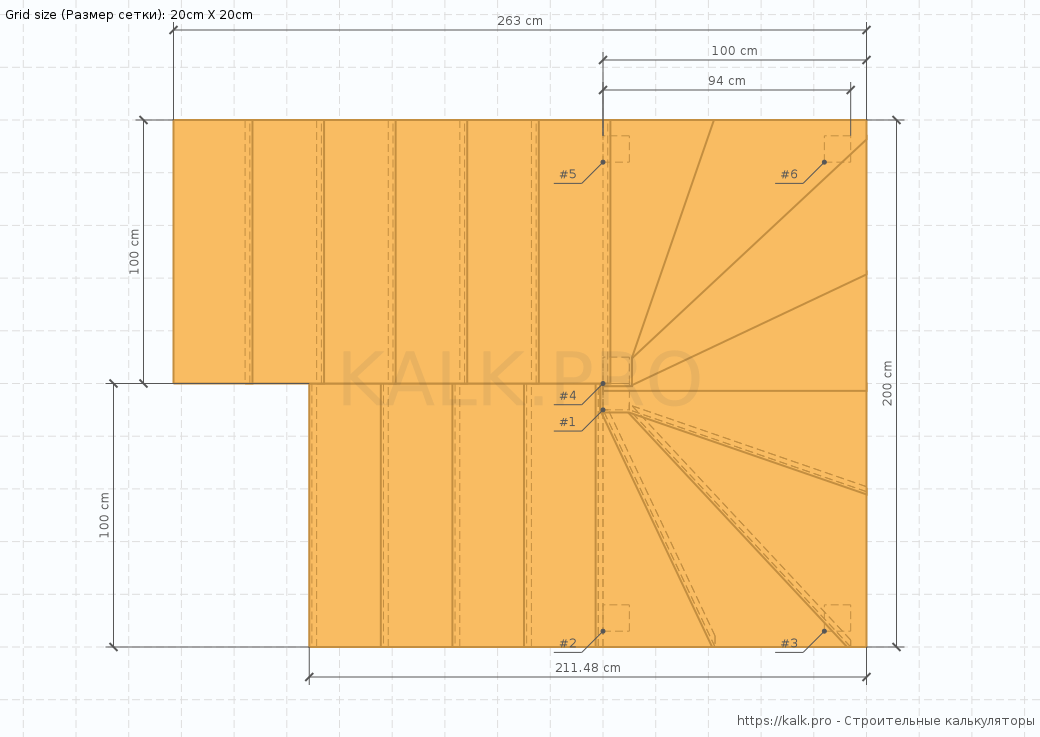 Grid size (Размер сетки): 20cm X 20cm
263 cm
100 cm
94 cm
#5
#6
100 cm
KALK.PRO
200 cm
#4
#1
100 cm
#2
#3
211.48 cm
https://kalk.pro - Строительные калькуляторы